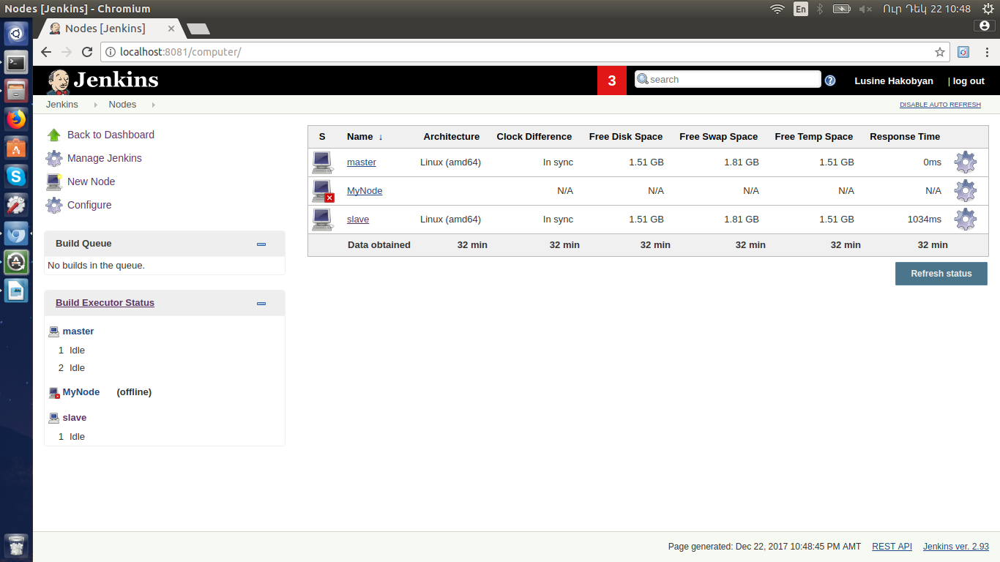 Nodes [Jenkins] - Chromium
En
Ուր Դեկ 22 10:48
Nodes [Jenkins]
localhost:8081/computer/
Jenkins
3
search
Lusine Hakobyan
| log out
Jenkins
Nodes
DISABLE AUTO REFRESH
Back to Dashboard
Manage Jenkins
New Node
Configure
Build Queue
No builds in the queue.
Build Executor Status
master
1 Idle
2 Idle
MyNode (offline)
slave
1 Idle
S Name ↓ Architecture Clock Difference Free Disk Space Free Swap Space Free Temp Space Response Time
master Linux (amd64) In sync 1.51 GB 1.81 GB 1.51 GB 0ms
MyNode N/A N/A N/A N/A N/A
slave Linux (amd64) In sync 1.51 GB 1.81 GB 1.51 GB 1034ms
Data obtained 32 min 32 min 32 min 32 min 32 min 32 min
Refresh status
Page generated: Dec 22, 2017 10:48:45 PM AMT REST API Jenkins ver. 2.93